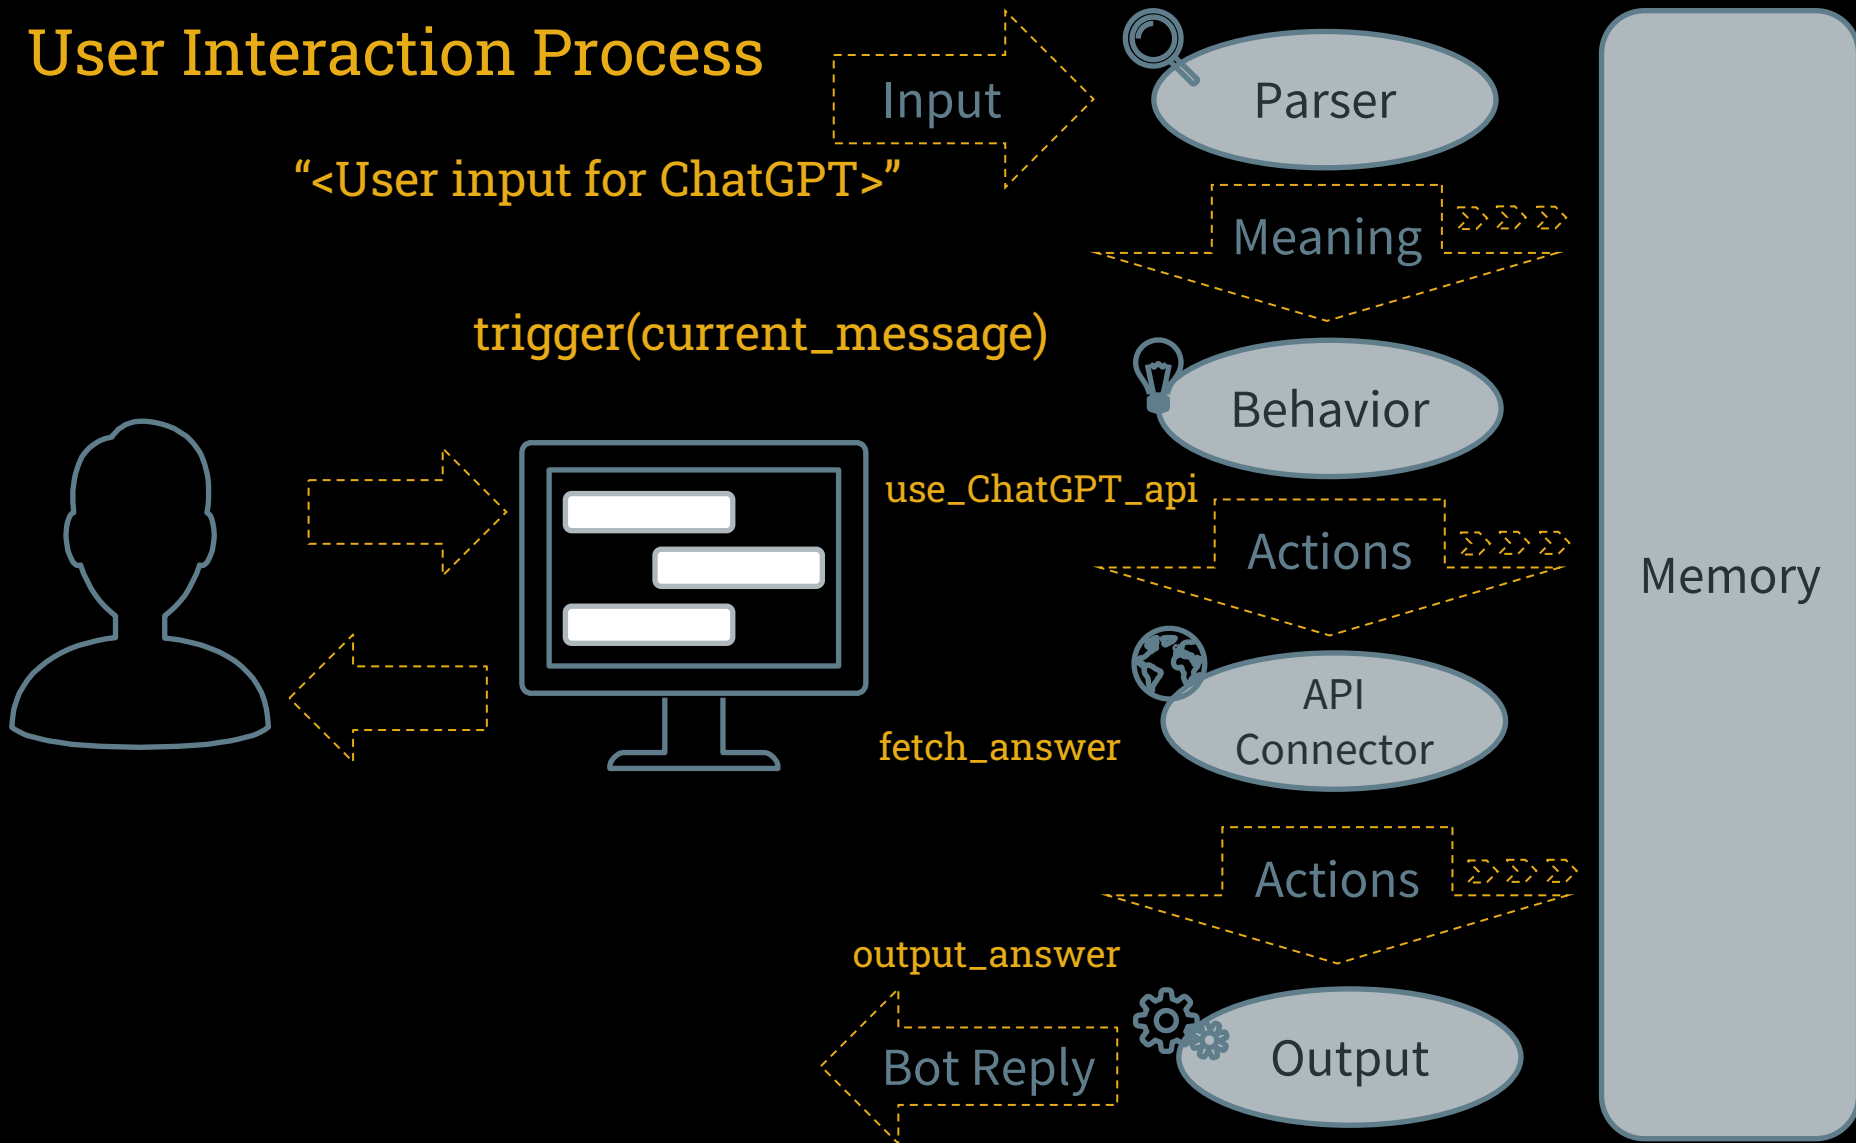 User Interaction Process
Input
Parser
“<User input for ChatGPT>”
Meaning
trigger(current_message)
Behavior
use_ChatGPT_api
Actions
Memory
API
Connector
fetch_answer
Actions
output_answer
Bot Reply
Output